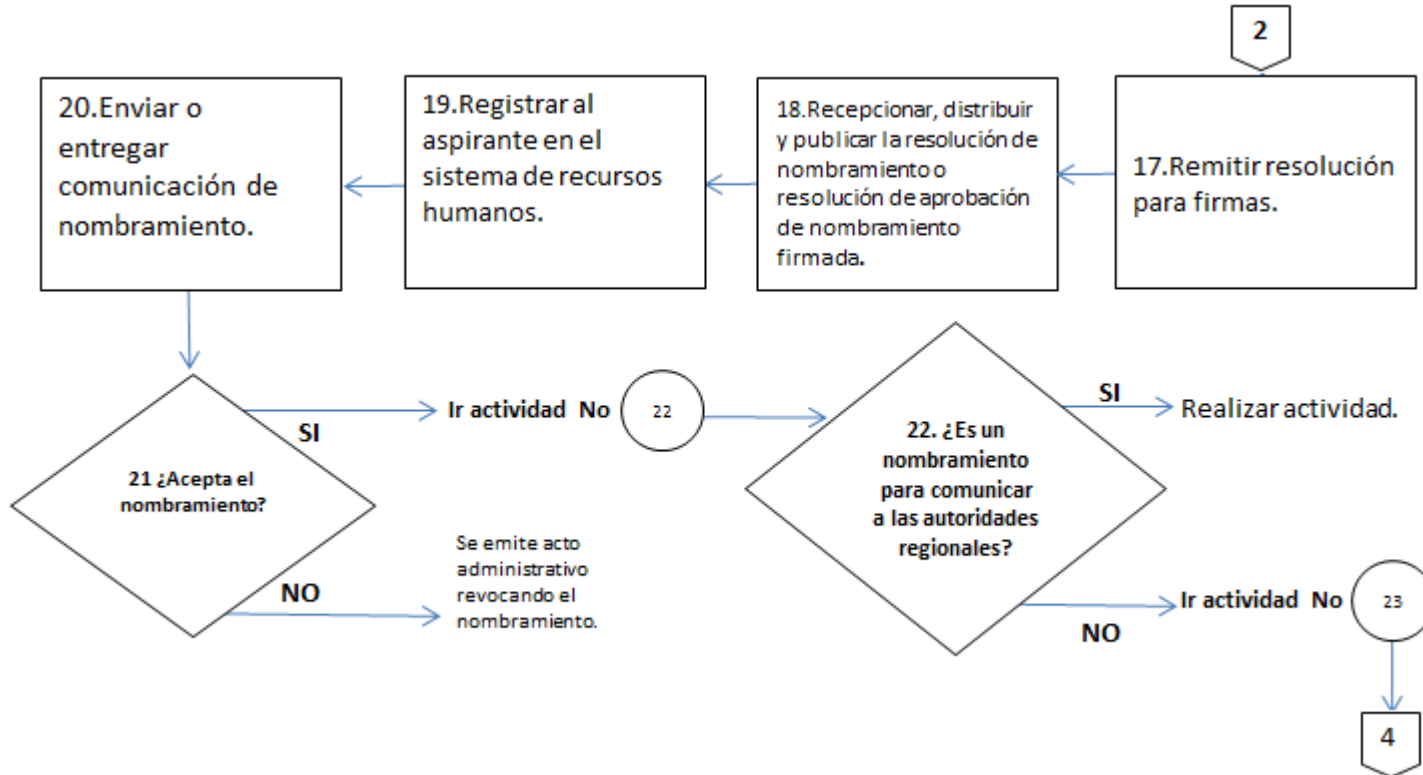 2
20.Enviar o
entregar
comunicación de
nombramiento.
19.Registrar al
aspirante en el
sistema de recursos
humanos.
18.Recepcionar, distribuir
y publicar la resolución de
nombramiento o
resolución de aprobación
de nombramiento
firmada.
17.Remitir resolución
para firmas.
21 ¿Acepta el
nombramiento?
SI
Ir actividad No
22
NO
Se emite acto
administrativo
revocando el
nombramiento.
22. ¿Es un
nombramiento
para comunicar
a las autoridades
regionales?
SI
Realizar actividad.
NO
Ir actividad No
23
4